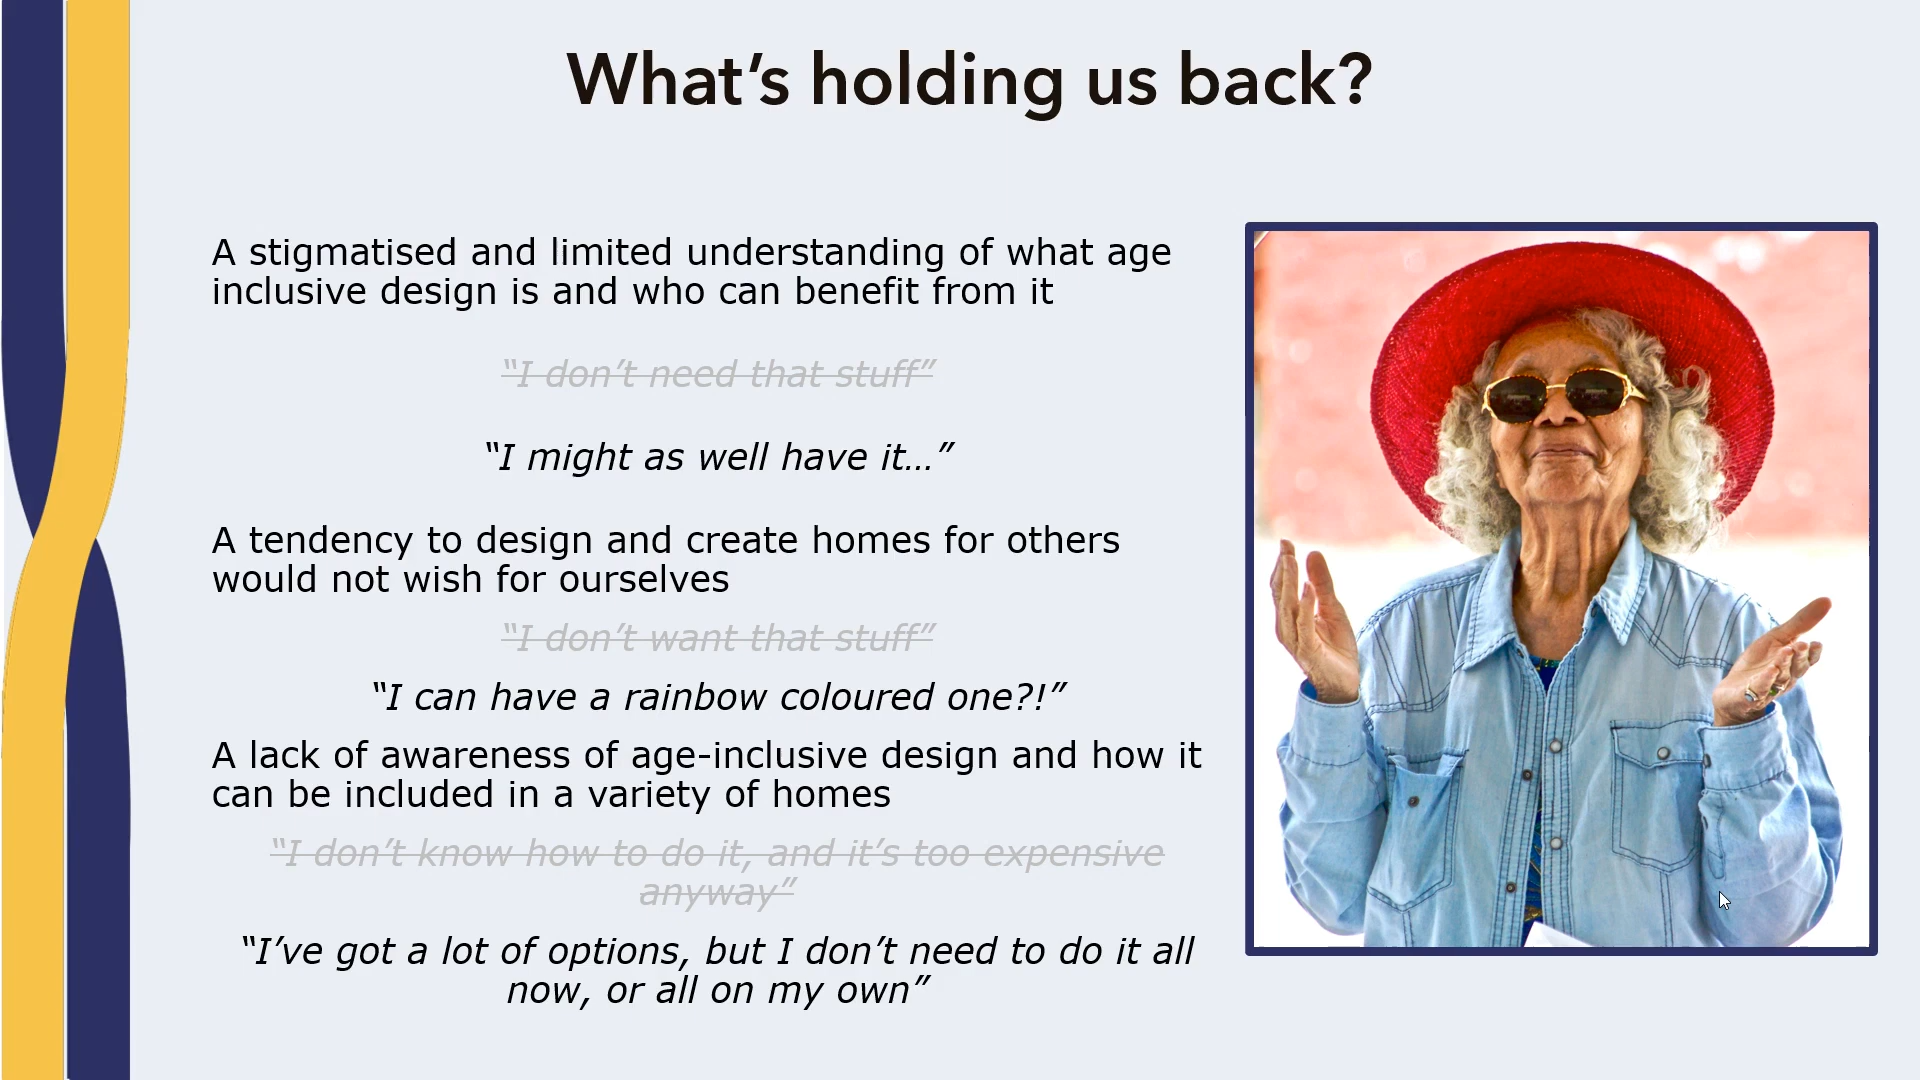 What’s holding us back?
A stigmatised and limited understanding of what age
inclusive design is and who can benefit from it
“I don’t need that stuff”
“I might as well have it…”
A tendency to design and create homes for others
would not wish for ourselves
“I don’t want that stuff”
“I can have a rainbow coloured one?!”
A lack of awareness of age-inclusive design and how it
can be included in a variety of homes
“I don’t know how to do it, and it’s too expensive
anyway”
“I’ve got a lot of options, but I don’t need to do it all
now, or all on my own”